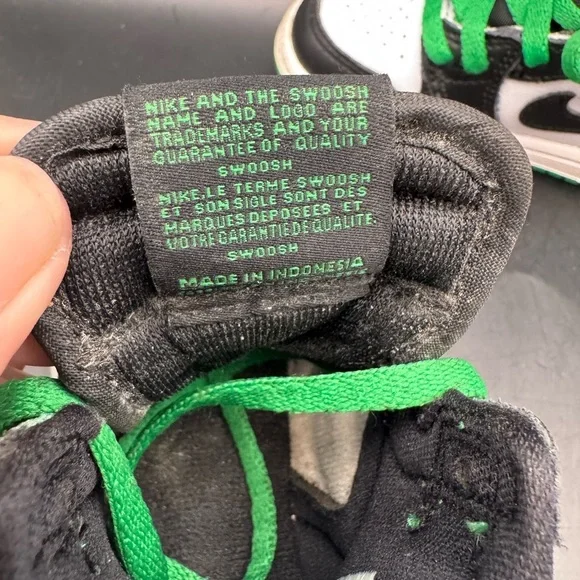 NIKE AND THE SWOOSH
NAME AND LOGO ARE
TRADEMARKS AND YOUR
GUARANTEE OF QUALITY
SWOOSH
NIKE, LE TERME SWOOSH
ET SON SIGLE SONT DES
MARQUES DEPOSEES ET
VOTRE GARANTIE DE QUALITE.
SWOOSH
MADE IN INDONESIA